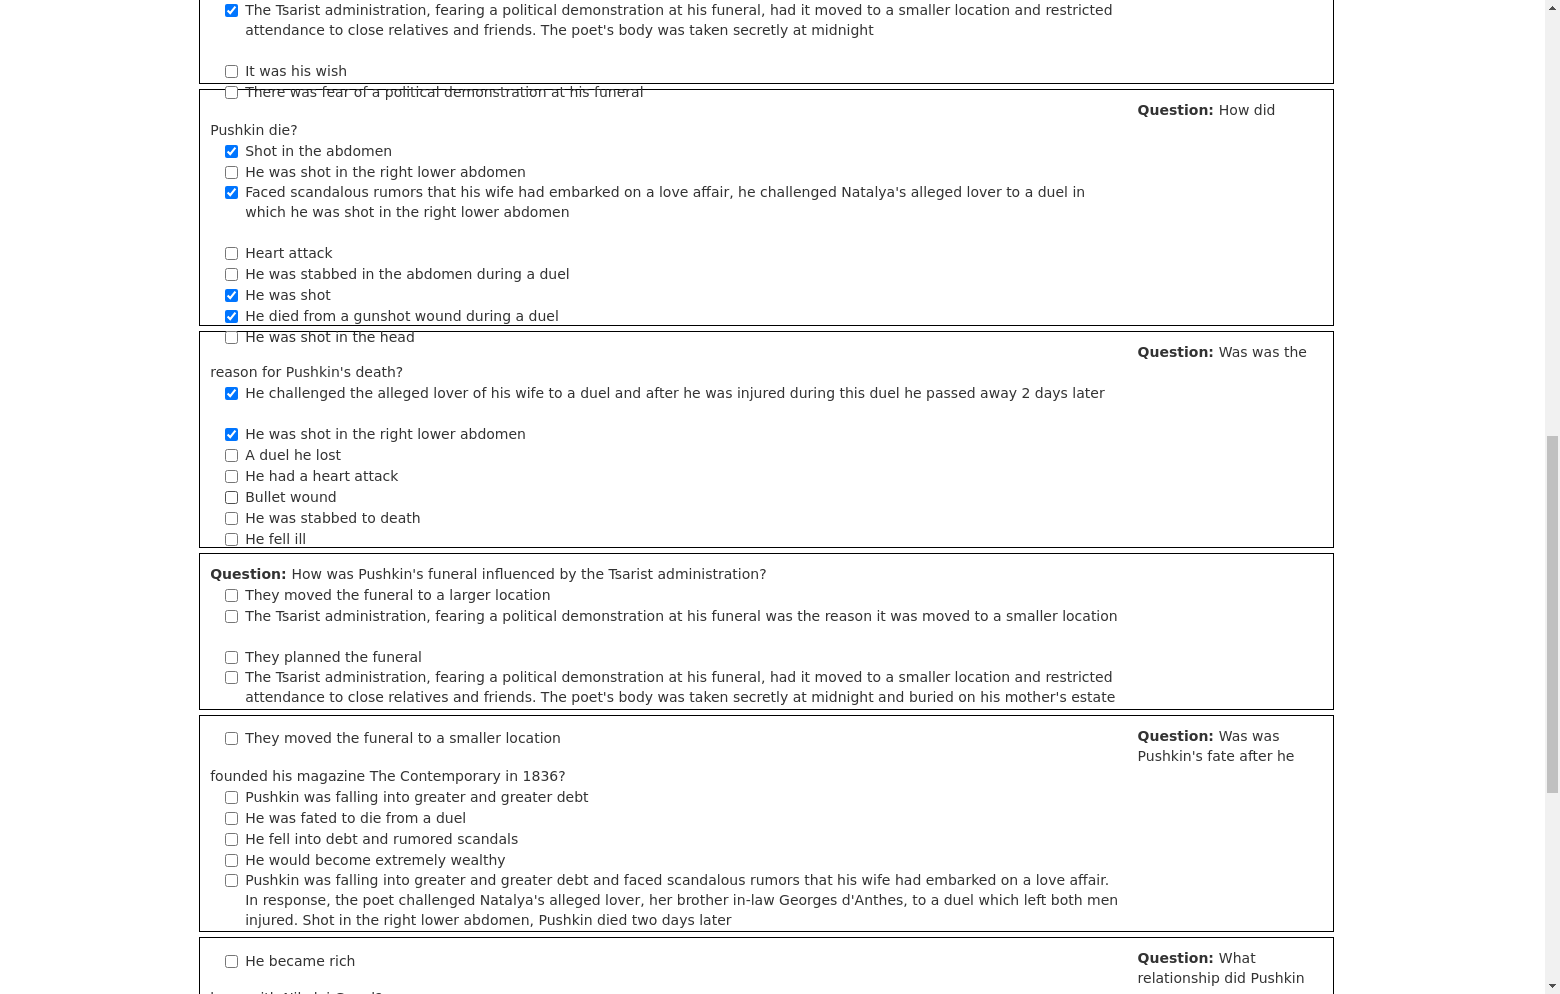 The Tsarist administration, fearing a political demonstration at his funeral, had it moved to a smaller location and restricted
attendance to close relatives and friends. The poet's body was taken secretly at midnight
It was his wish
There was fear of a political demonstration at his funeral
Question: How did
Pushkin die?
Shot in the abdomen
He was shot in the right lower abdomen
Faced scandalous rumors that his wife had embarked on a love affair, he challenged Natalya's alleged lover to a duel in
which he was shot in the right lower abdomen
Heart attack
He was stabbed in the abdomen during a duel
He was shot
He died from a gunshot wound during a duel
He was shot in the head
Question: Was was the
reason for Pushkin's death?
He challenged the alleged lover of his wife to a duel and after he was injured during this duel he passed away 2 days later
He was shot in the right lower abdomen
A duel he lost
He had a heart attack
Bullet wound
He was stabbed to death
He fell ill
Question: How was Pushkin's funeral influenced by the Tsarist administration?
They moved the funeral to a larger location
The Tsarist administration, fearing a political demonstration at his funeral was the reason it was moved to a smaller location
They planned the funeral
The Tsarist administration, fearing a political demonstration at his funeral, had it moved to a smaller location and restricted
attendance to close relatives and friends. The poet's body was taken secretly at midnight and buried on his mother's estate
They moved the funeral to a smaller location
Question: Was was
Pushkin's fate after he
founded his magazine The Contemporary in 1836?
Pushkin was falling into greater and greater debt
He was fated to die from a duel
He fell into debt and rumored scandals
He would become extremely wealthy
Pushkin was falling into greater and greater debt and faced scandalous rumors that his wife had embarked on a love affair.
In response, the poet challenged Natalya's alleged lover, her brother in-law Georges d'Anthes, to a duel which left both men
injured. Shot in the right lower abdomen, Pushkin died two days later
He became rich
Question: What
relationship did Pushkin